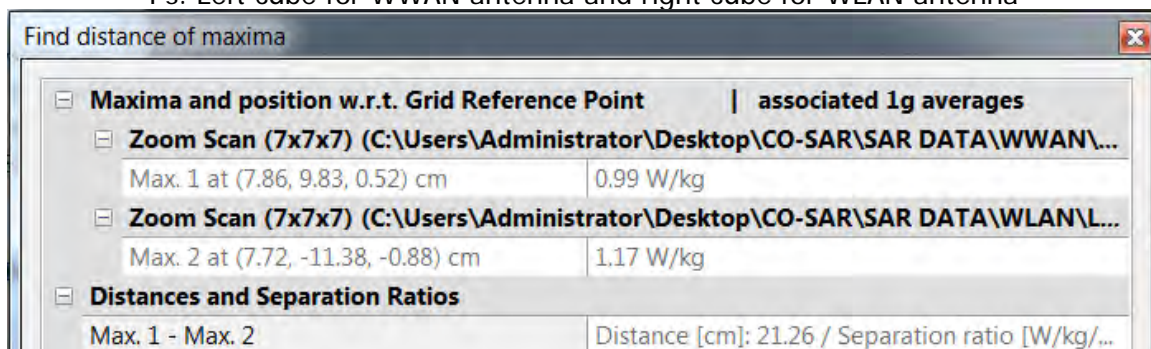 Ps. Left cube for WWAN antenna and right cube for WLAN antenna
Find distance of maxima
Maxima and position w.r.t. Grid Reference Point | associated 1g averages
Zoom Scan (7x7x7) (C:\Users\Administrator\Desktop\CO-SAR\SAR DATA\WWAN\...
Max. 1 at (7.86, 9.83, 0.52) cm 0.99 W/kg
Zoom Scan (7x7x7) (C:\Users\Administrator\Desktop\CO-SAR\SAR DATA\WLAN\L...
Max. 2 at (7.72, -11.38, -0.88) cm 1.17 W/kg
Distances and Separation Ratios
Max. 1 - Max. 2 Distance [cm]: 21.26 / Separation ratio [W/kg/...